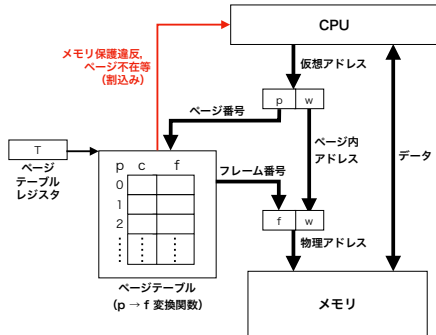 CPU
メモリ保護違反,
ページ不在等
(割込み)
仮想アドレス
p w
ページ番号
T
ページ
テーブル
レジスタ
ページ内
アドレス
データ
p c f
0
1
2
フレーム番号
f w
物理アドレス
ページテーブル
(p → f 変換関数)
メモリ